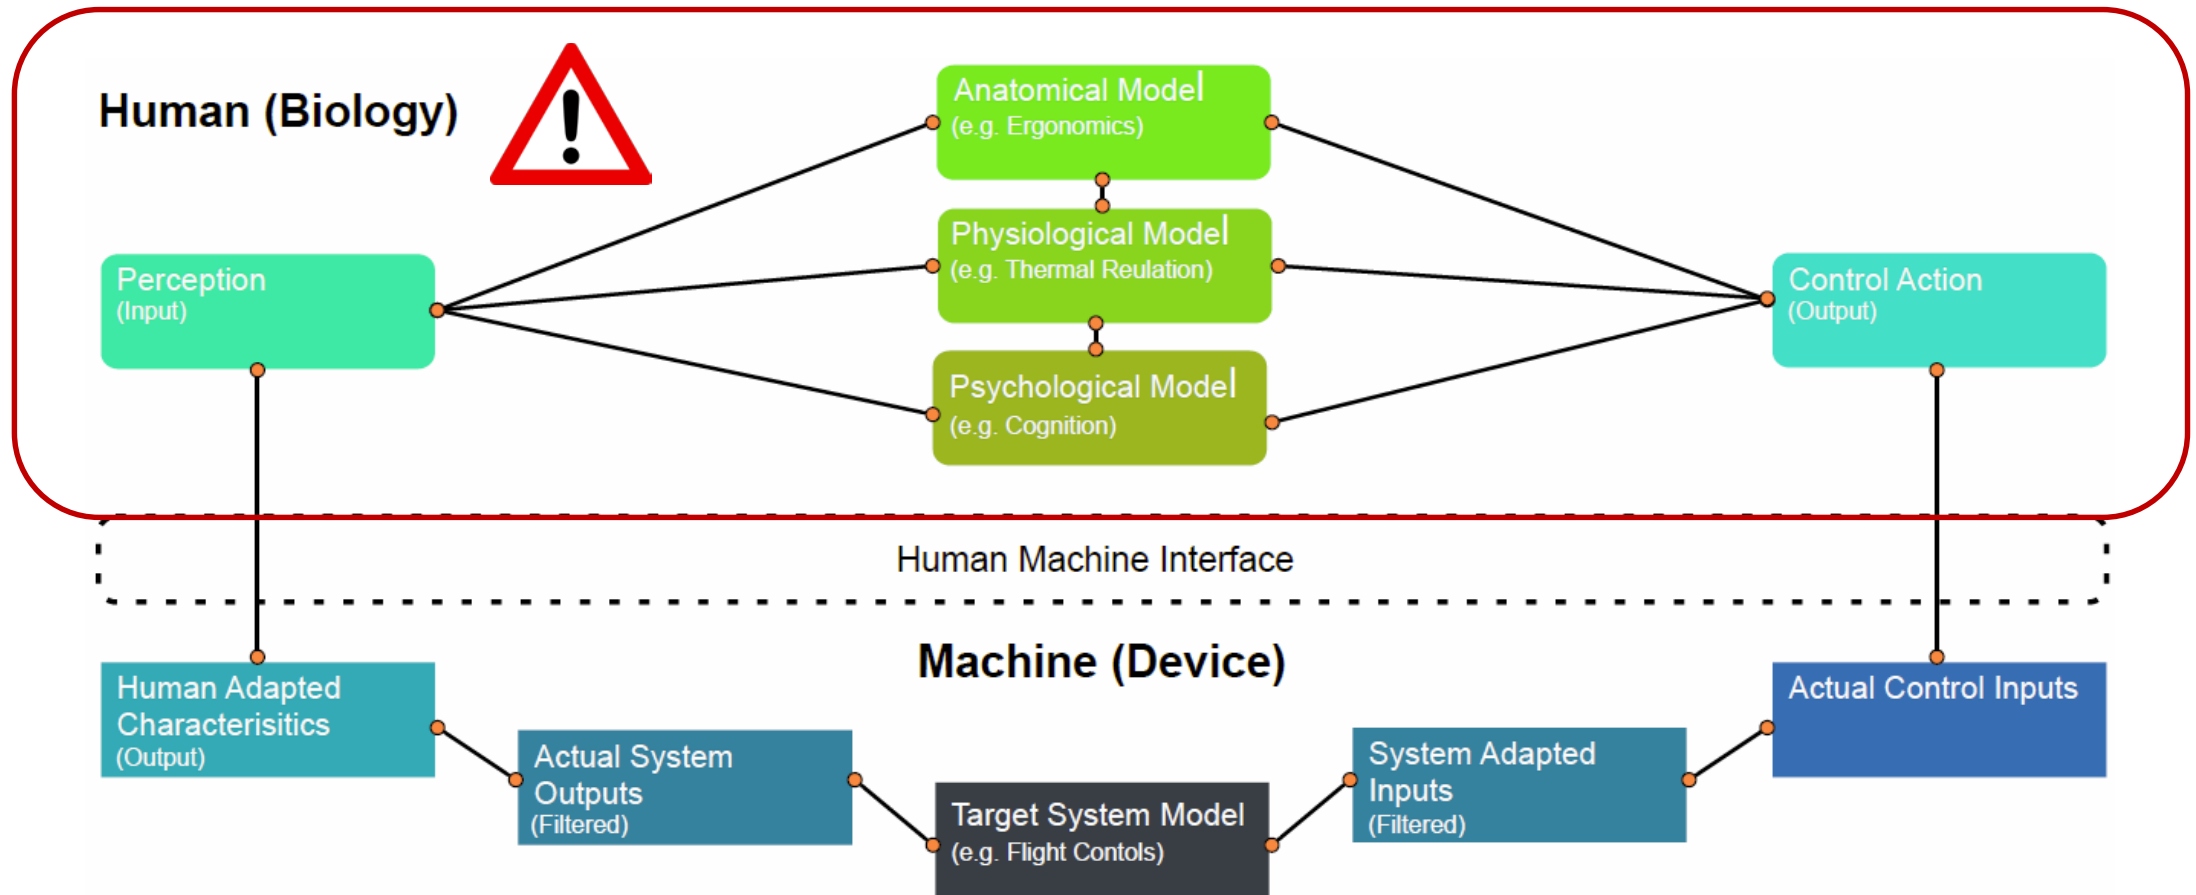 Human (Biology)
Anatomical Model
(e.g. Ergonomics)
Physiological Model
(e.g. Thermal Reulation)
Perception
(Input)
Control Action
(Output)
Psychological Model
(e.g. Cognition)
Human Machine Interface
Machine (Device)
Human Adapted
Characterisitics
(Output)
Actual System
Outputs
(Filtered)
Target System Model
(e.g. Flight Contols)
System Adapted
Inputs
(Filtered)
Actual Control Inputs